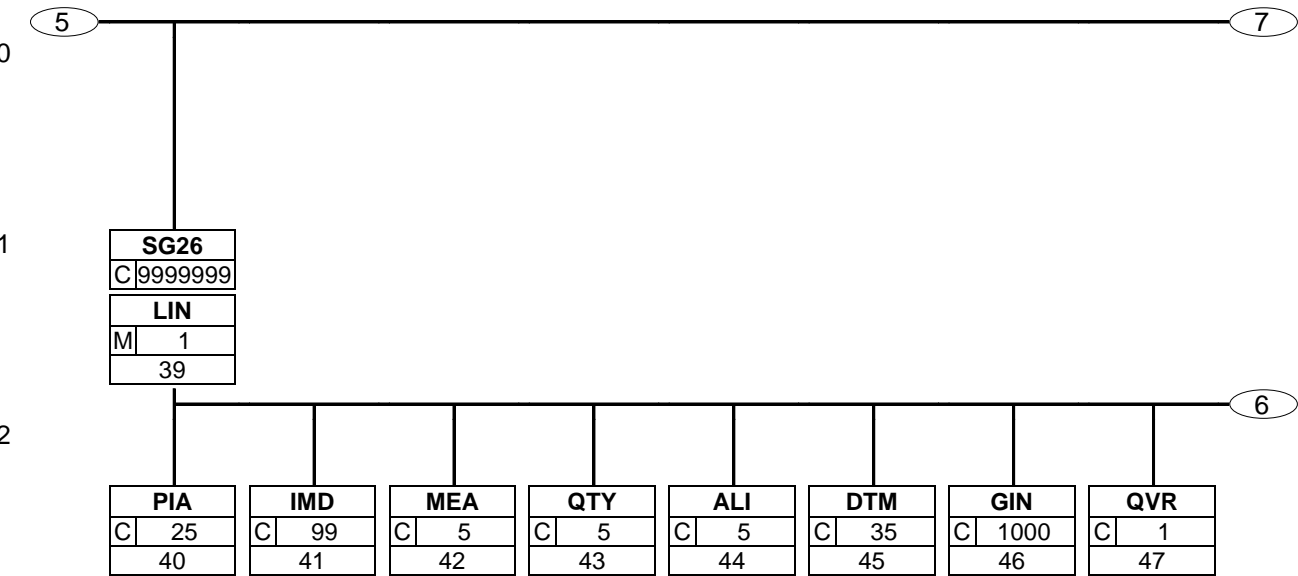 5 7
0
1
SG26
C 9999999
LIN
M 1
39
6
2
PIA IMD MEA QTY ALI DTM GIN QVR
C 25 C 99 C 5 C 5 C 5 C 35 C 1000 C 1
40 41 42 43 44 45 46 47